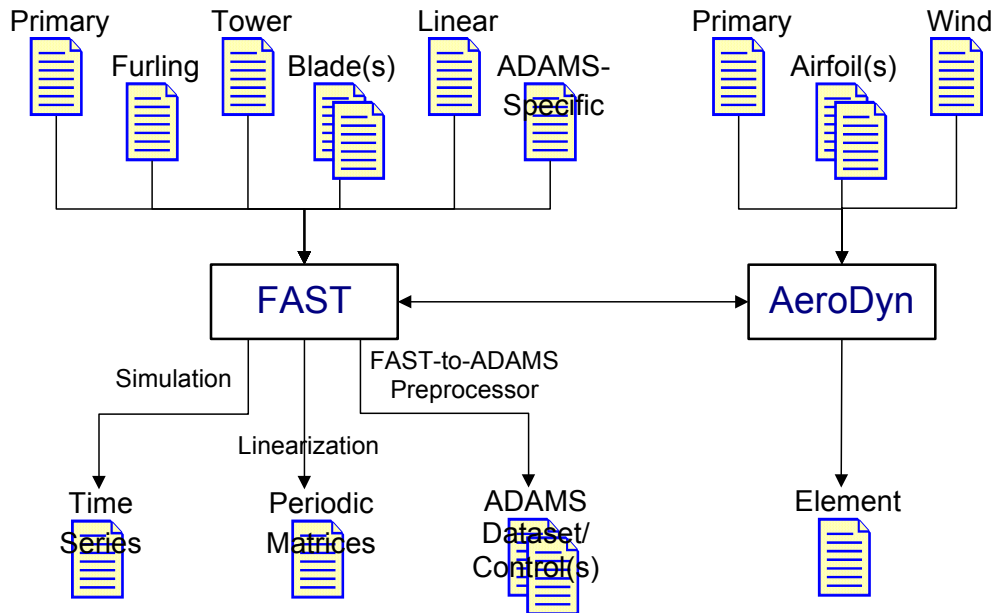 Primary
Tower
Linear
Primary
Wind
Furling
Blade(s)
ADAMS-
Specific
Airfoil(s)
FAST
AeroDyn
Simulation
FAST-to-ADAMS
Preprocessor
Linearization
Time
Series
Periodic
Matrices
ADAMS
Dataset/
Control(s)
Element